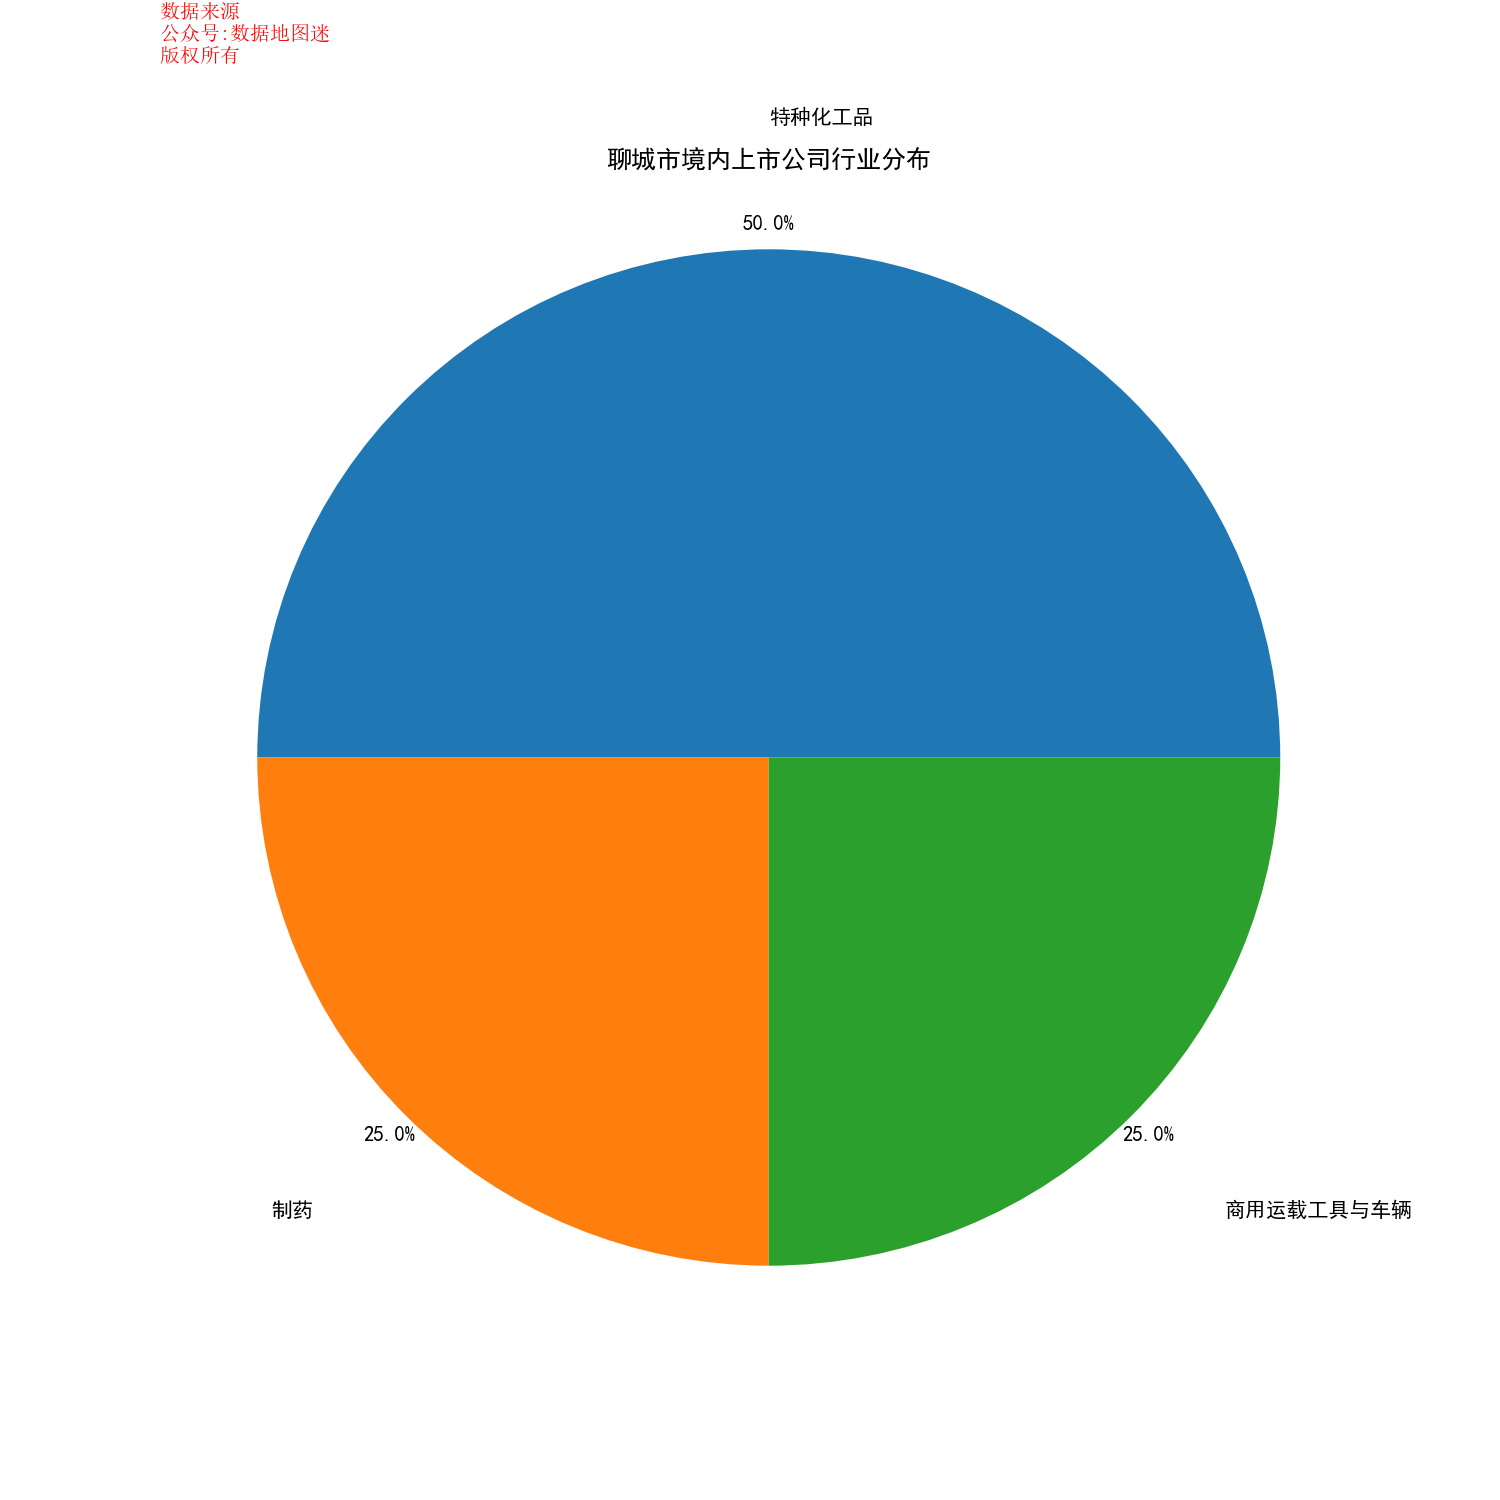 数据来源
公众号:数据地图迷
版权所有
特种化工品
聊城市境内上市公司行业分布
50.0%
25.0%
25.0%
制药
商用运载工具与车辆